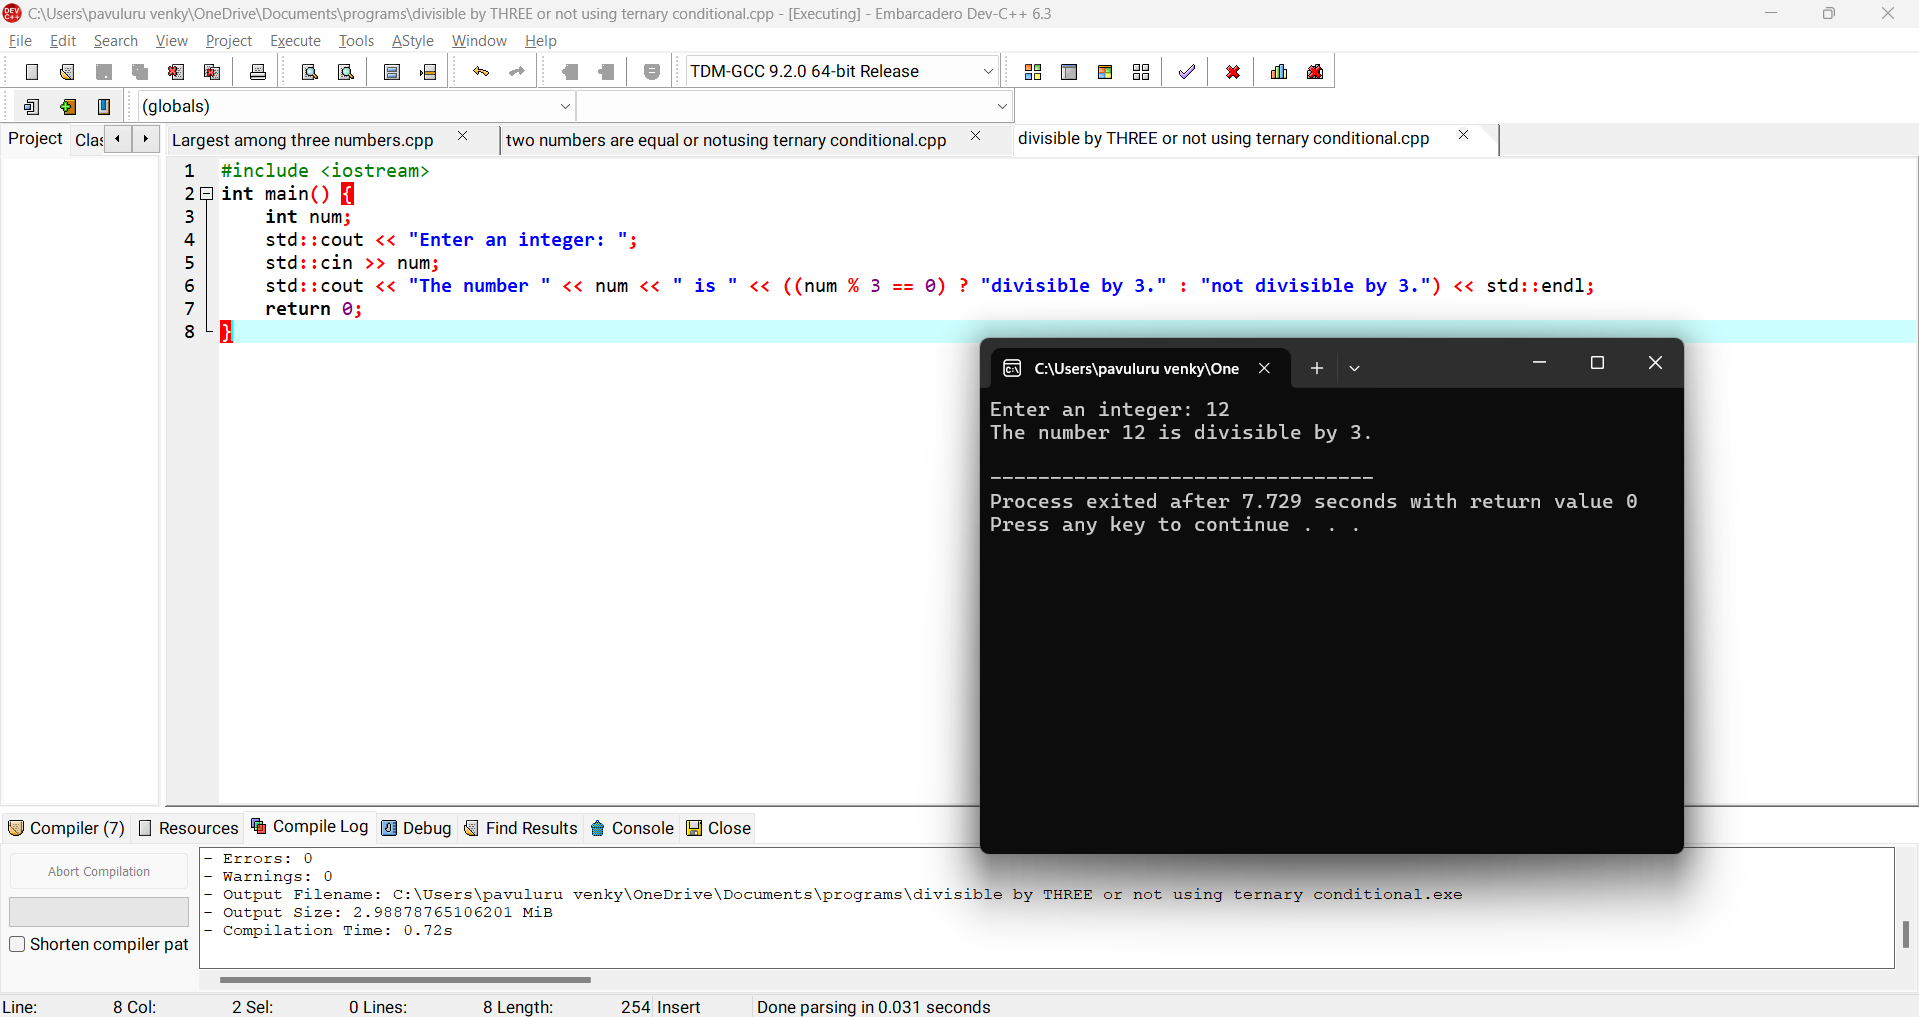 C:\Users\pavuluru venky\OneDrive\Documents\programs\divisible by THREE or not using ternary conditional.cpp - [Executing] - Embarcadero Dev-C++ 6.3
File Edit Search View Project Execute Tools AStyle Window Help
TDM-GCC 9.2.0 64-bit Release
(globals)
Project Clas Largest among three numbers.cpp two numbers are equal or notusing ternary conditional.cpp divisible by THREE or not using ternary conditional.cpp
1 #include <iostream>
2 int main() {
3 int num;
4 std::cout << "Enter an integer: ";
5 std::cin >> num;
6 std::cout << "The number " << num << " is " << ((num % 3 == 0) ? "divisible by 3." : "not divisible by 3.") << std::endl;
7 return 0;
8 }
C:\Users\pavuluru venky\One
Enter an integer: 12
The number 12 is divisible by 3.
--------------------------------
Process exited after 7.729 seconds with return value 0
Press any key to continue . . .
Compiler (7) Resources Compile Log Debug Find Results Console Close
Abort Compilation
Shorten compiler pat
- Errors: 0
- Warnings: 0
- Output Filename: C:\Users\pavuluru venky\OneDrive\Documents\programs\divisible by THREE or not using ternary conditional.exe
- Output Size: 2.98878765106201 MiB
- Compilation Time: 0.72s
Line: 8 Col: 2 Sel: 0 Lines: 8 Length: 254 Insert Done parsing in 0.031 seconds